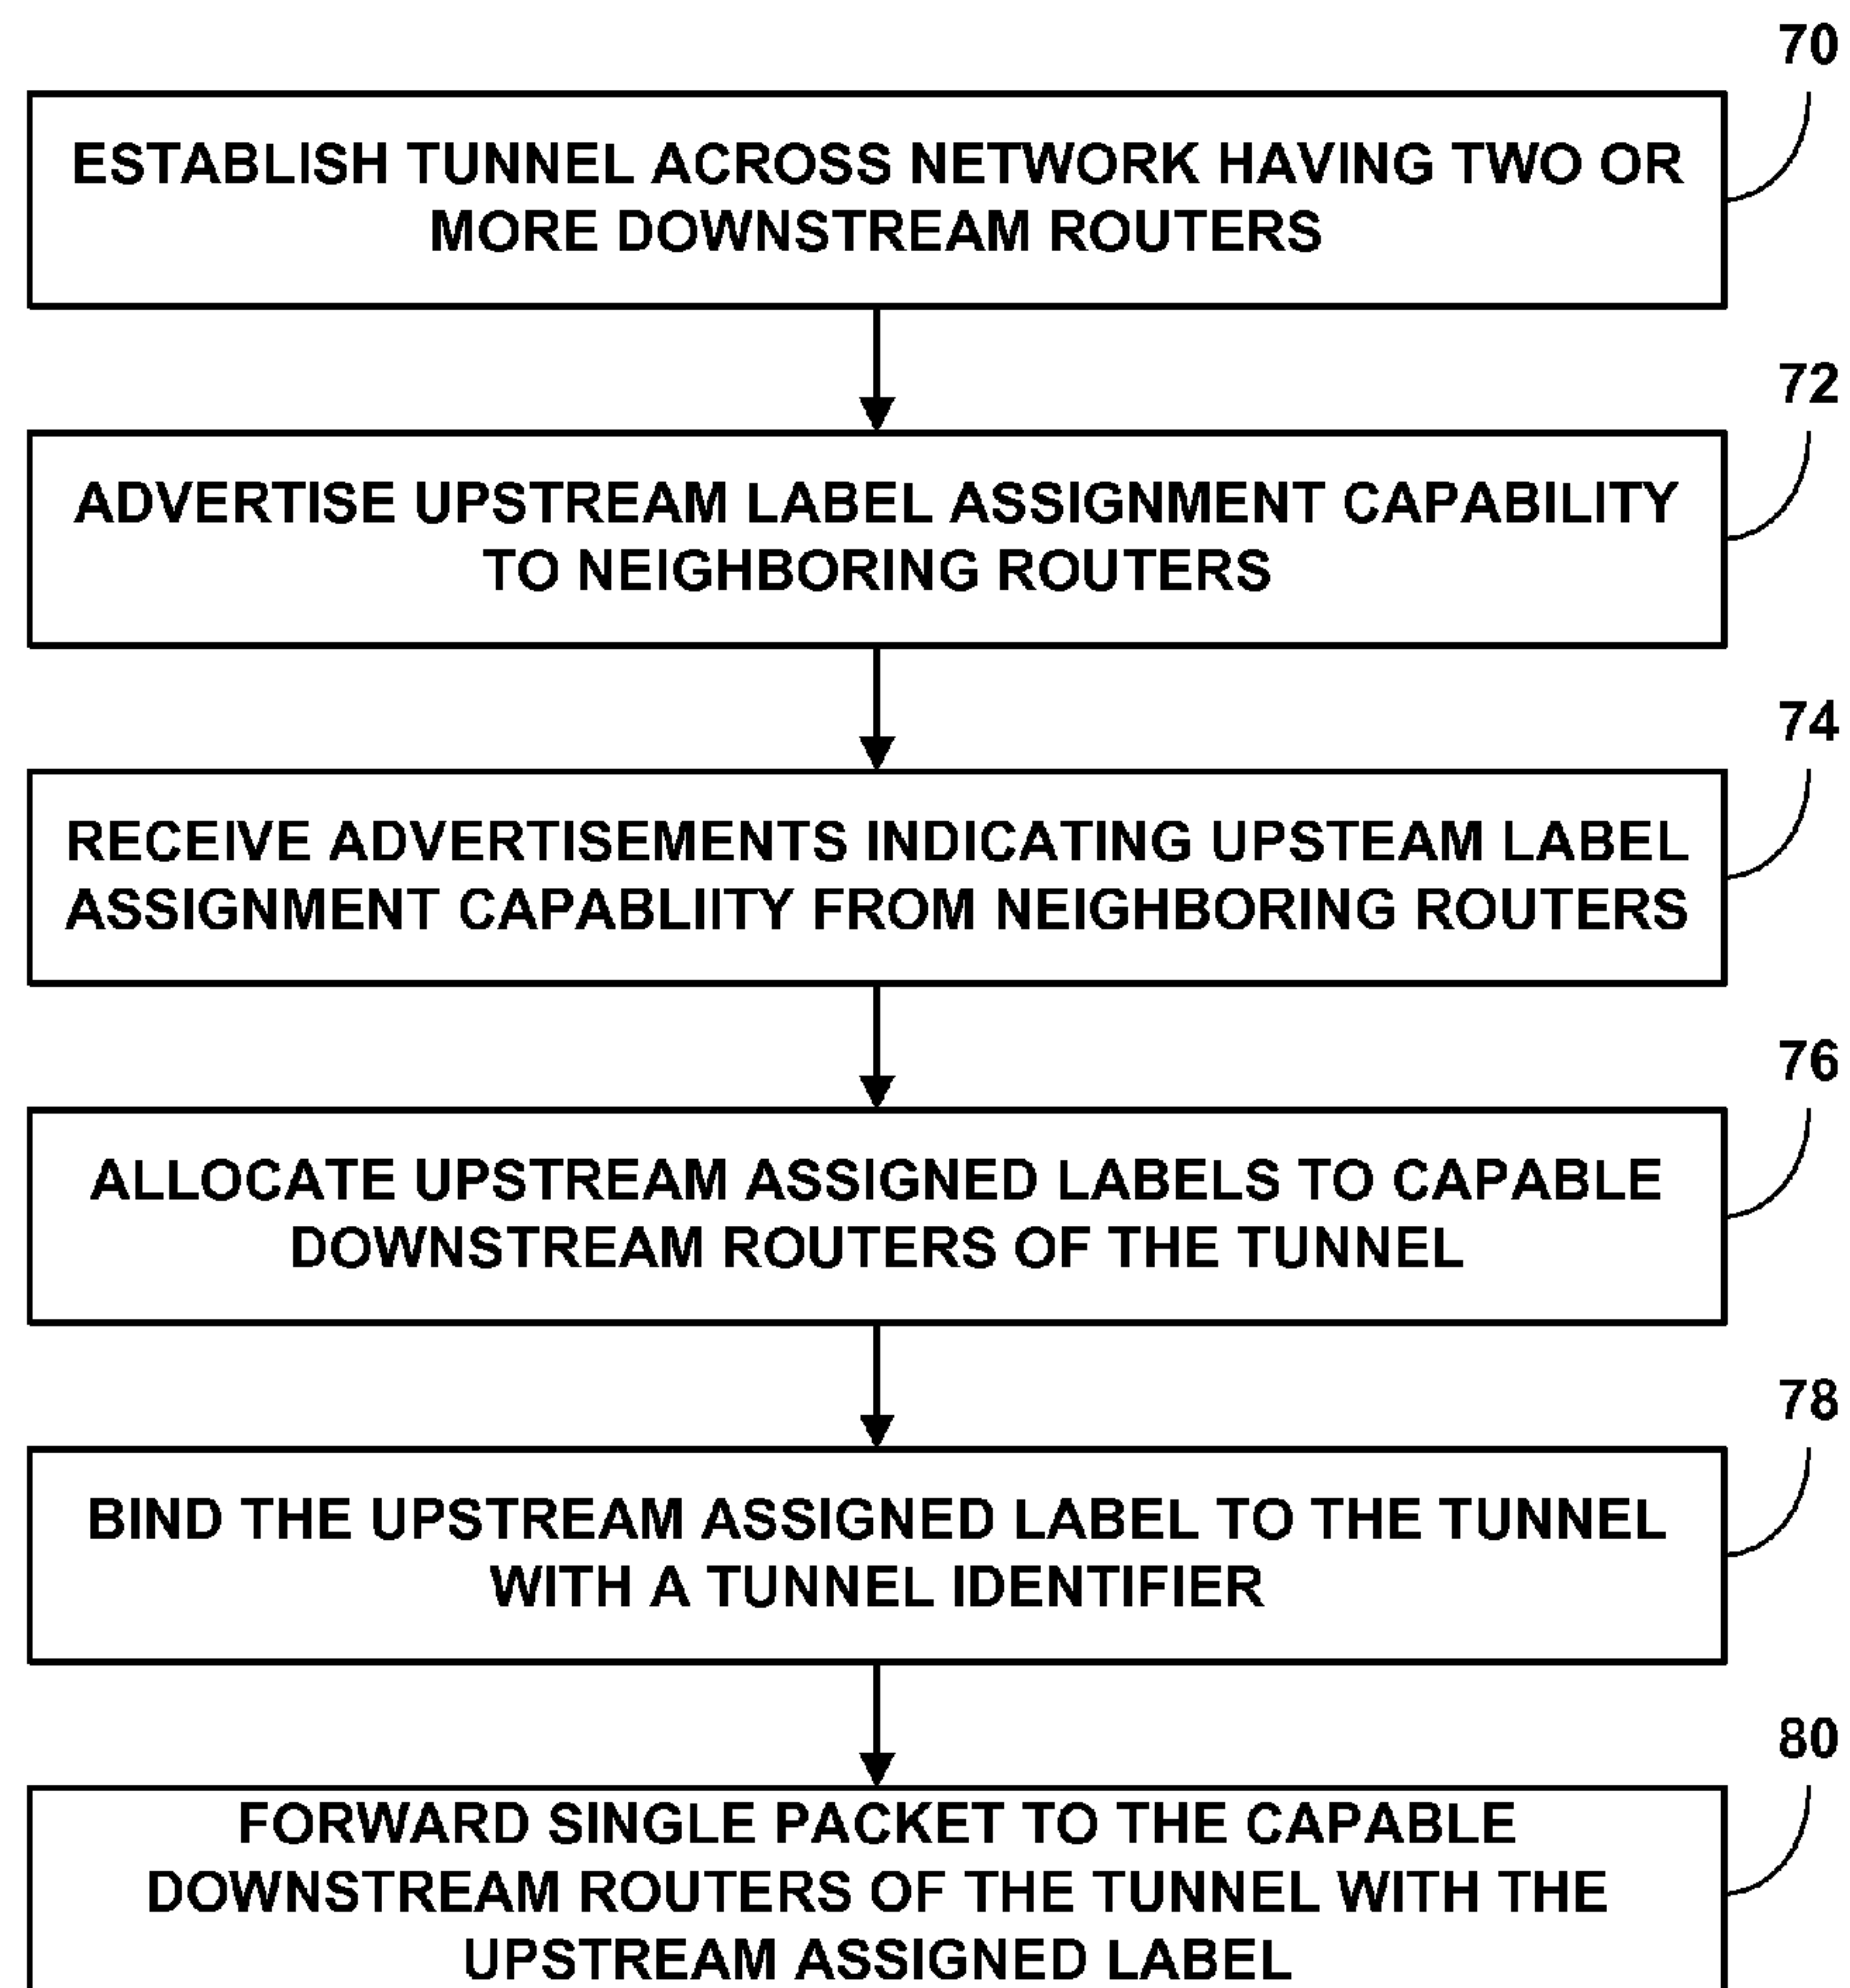 70
ESTABLISH TUNNEL ACROSS NETWORK HAVING TWO OR
MORE DOWNSTREAM ROUTERS
72
ADVERTISE UPSTREAM LABEL ASSIGNMENT CAPABILITY
TO NEIGHBORING ROUTERS
74
RECEIVE ADVERTISEMENTS INDICATING UPSTEAM LABEL
ASSIGNMENT CAPABLIITY FROM NEIGHBORING ROUTERS
76
ALLOCATE UPSTREAM ASSIGNED LABELS TO CAPABLE
DOWNSTREAM ROUTERS OF THE TUNNEL
78
BIND THE UPSTREAM ASSIGNED LABEL TO THE TUNNEL
WITH A TUNNEL IDENTIFIER
80
FORWARD SINGLE PACKET TO THE CAPABLE
DOWNSTREAM ROUTERS OF THE TUNNEL WITH THE
UPSTREAM ASSIGNED LABEL